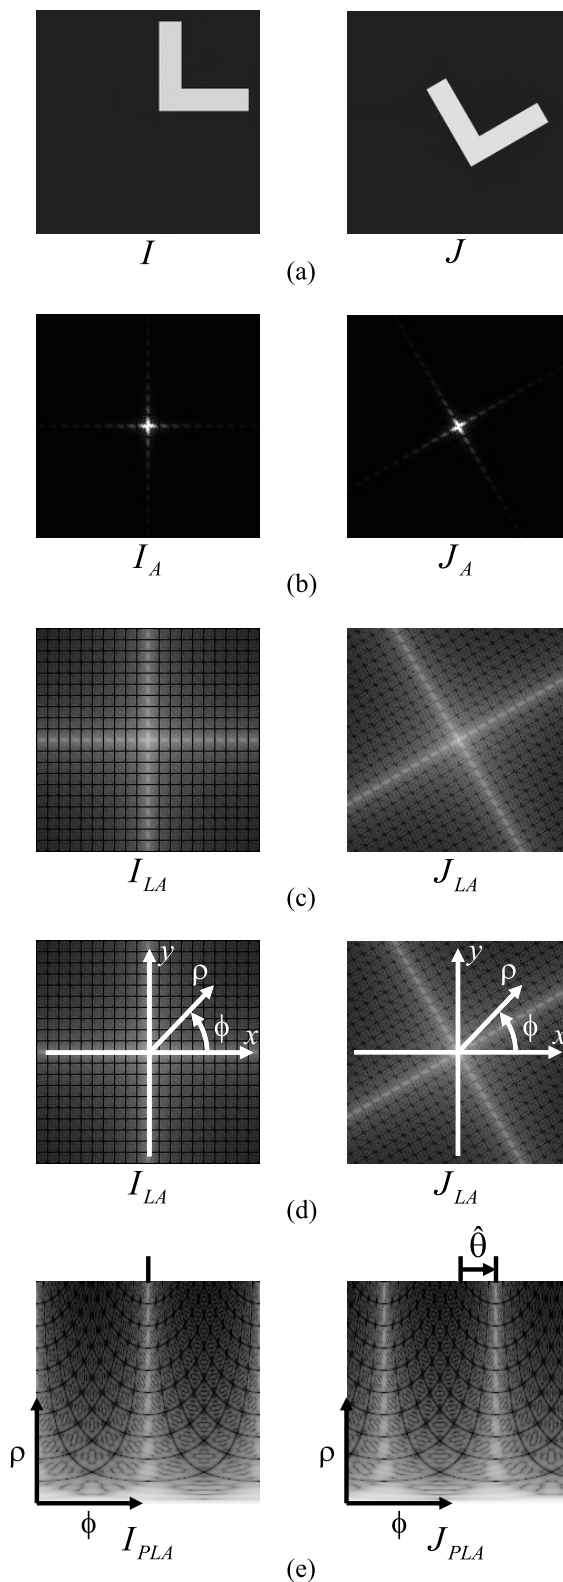 I J
(a)
I_A J_A
(b)
I_LA J_LA
(c)
y y
ρ ρ
ϕ ϕ
x x
I_LA J_LA
(d)
θ̂
ρ ρ
ϕ ϕ
I_PLA J_PLA
(e)